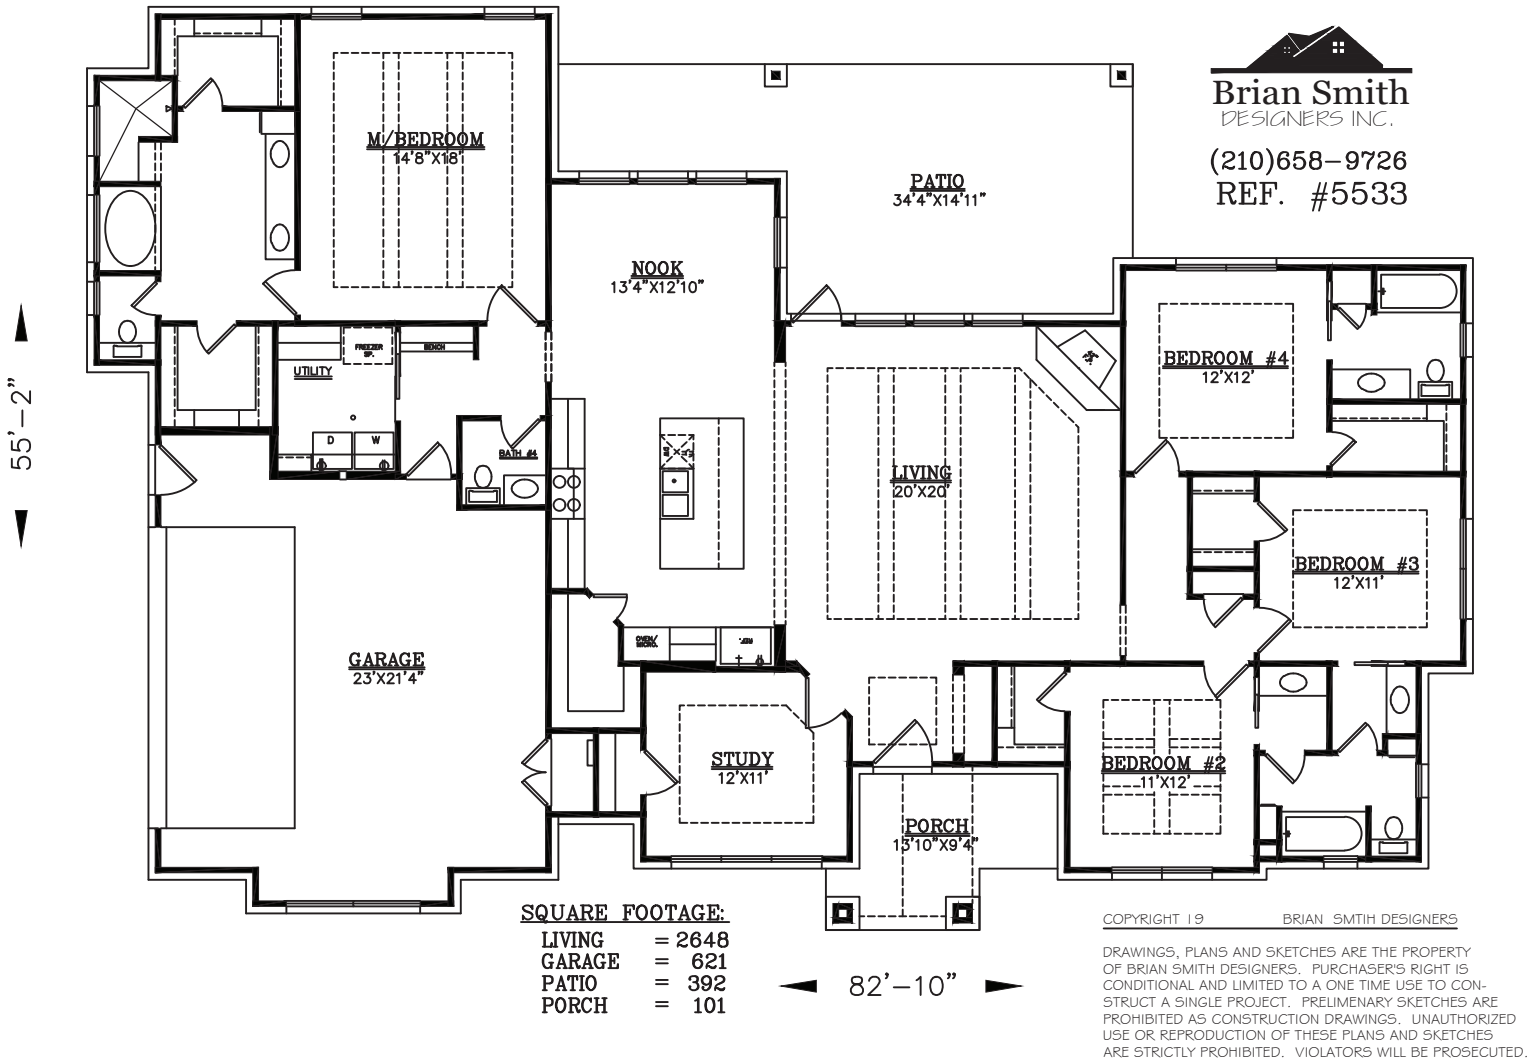 Brian Smith
DESIGNERS INC.
(210)658-9726
REF. #5533
M/BEDROOM
14'8"X18'
PATIO
34'4"X14'11"
NOOK
13'4"X12'10"
FREEZER
SP.
BENCH
UTILITY
D
W
BATH #4
BEDROOM #4
12'X12'
LIVING
20'X20'
BEDROOM #3
12'X11'
55'-2"
OVEN/
MICRO.
REF.
GARAGE
23'X21'4"
STUDY
12'X11'
BEDROOM #2
11'X12'
PORCH
13'10"X9'4"
SQUARE FOOTAGE:
LIVING = 2648
GARAGE = 621
PATIO = 392
PORCH = 101
82'-10"
COPYRIGHT 19 BRIAN SMTIH DESIGNERS
DRAWINGS, PLANS AND SKETCHES ARE THE PROPERTY
OF BRIAN SMITH DESIGNERS. PURCHASER'S RIGHT IS
CONDITIONAL AND LIMITED TO A ONE TIME USE TO CON-
STRUCT A SINGLE PROJECT. PRELIMENARY SKETCHES ARE
PROHIBITED AS CONSTRUCTION DRAWINGS. UNAUTHORIZED
USE OR REPRODUCTION OF THESE PLANS AND SKETCHES
ARE STRICTLY PROHIBITED. VIOLATORS WILL BE PROSECUTED.